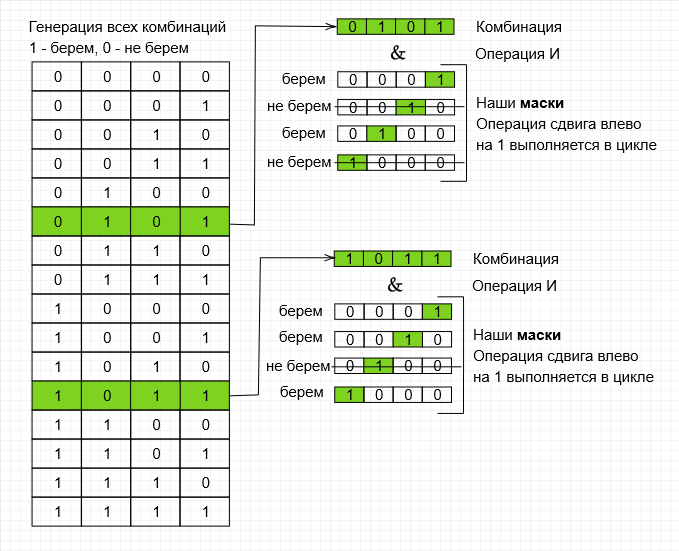 Генерация всех комбинаций
1 - берем, 0 - не берем
0 0 0 0
0 0 0 1
0 0 1 0
0 0 1 1
0 1 0 0
0 1 0 1
0 1 1 0
0 1 1 1
1 0 0 0
1 0 0 1
1 0 1 0
1 0 1 1
1 1 0 0
1 1 0 1
1 1 1 0
1 1 1 1
0 1 0 1 Комбинация
& Операция И
берем 0 0 0 1
не берем 0 0 1 0
берем 0 1 0 0
не берем 1 0 0 0
Наши маски
Операция сдвига влево
на 1 выполняется в цикле
1 0 1 1 Комбинация
& Операция И
берем 0 0 0 1
берем 0 0 1 0
не берем 0 1 0 0
берем 1 0 0 0
Наши маски
Операция сдвига влево
на 1 выполняется в цикле